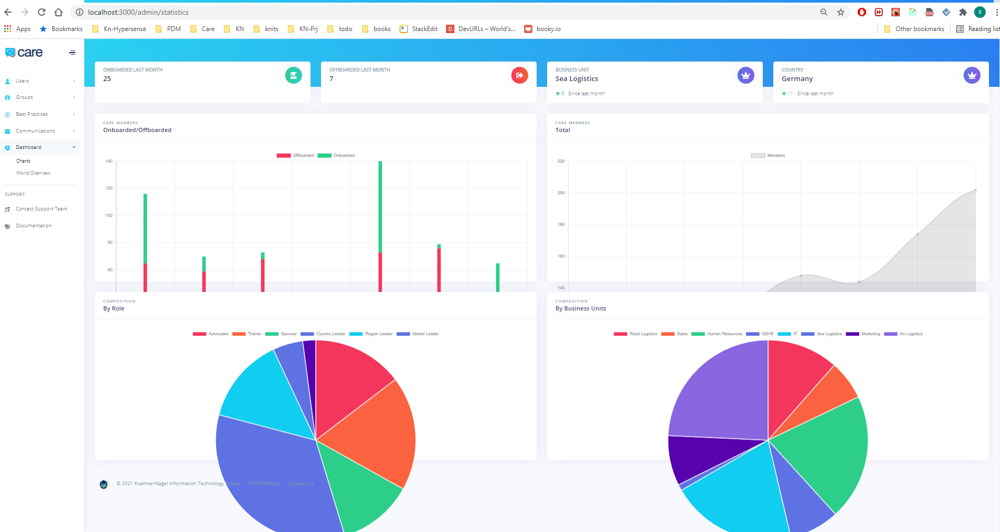 localhost:3000/admin/statistics
S
Apps Bookmarks Kn-Hypersense PDM Care KN knits KN-Prj todo books StackEdit DevURLs – World's... booky.io Other bookmarks Reading list
care
Users
Groups
Best Practices
Communications
Dashboard
Charts
World Overview
SUPPORT
Contact Support Team
Documentation
ONBOARDED LAST MONTH
25
OFFBOARDED LAST MONTH
7
BUSINESS UNIT
Sea Logistics
8 Since last month
COUNTRY
Germany
11 Since last month
CARE MEMBERS
Onboarded/Offboarded
Offboarded Onboarded
140
120
100
80
60
CARE MEMBERS
Total
Members
220
200
180
160
140
COMPOSITION
By Role
Advocates Trainer Sponsor Country Leader Region Leader Global Leader
COMPOSITION
By Business Units
Road Logistics Sales Human Resources QSHE IT Sea Logistics Marketing Air Logistics
© 2021 Kuehne+Nagel Information Technology School KNITS@MyKn Contact Us